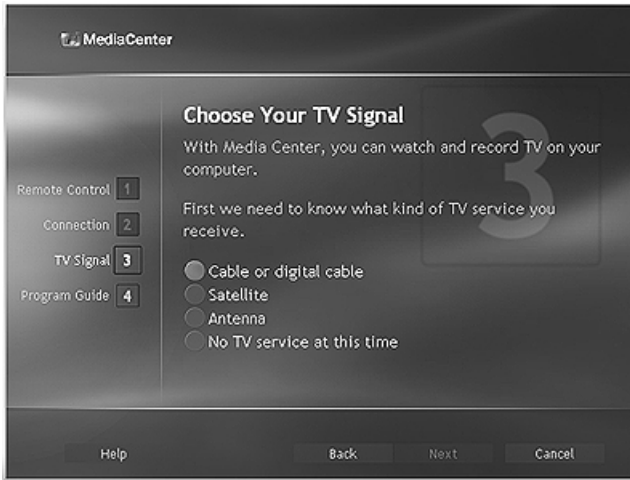 MediaCenter
Choose Your TV Signal
With Media Center, you can watch and record TV on your
computer.
First we need to know what kind of TV service you
receive.
Cable or digital cable
Satellite
Antenna
No TV service at this time
Remote Control 1
Connection 2
TV Signal 3
Program Guide 4
3
Help
Back
Next
Cancel